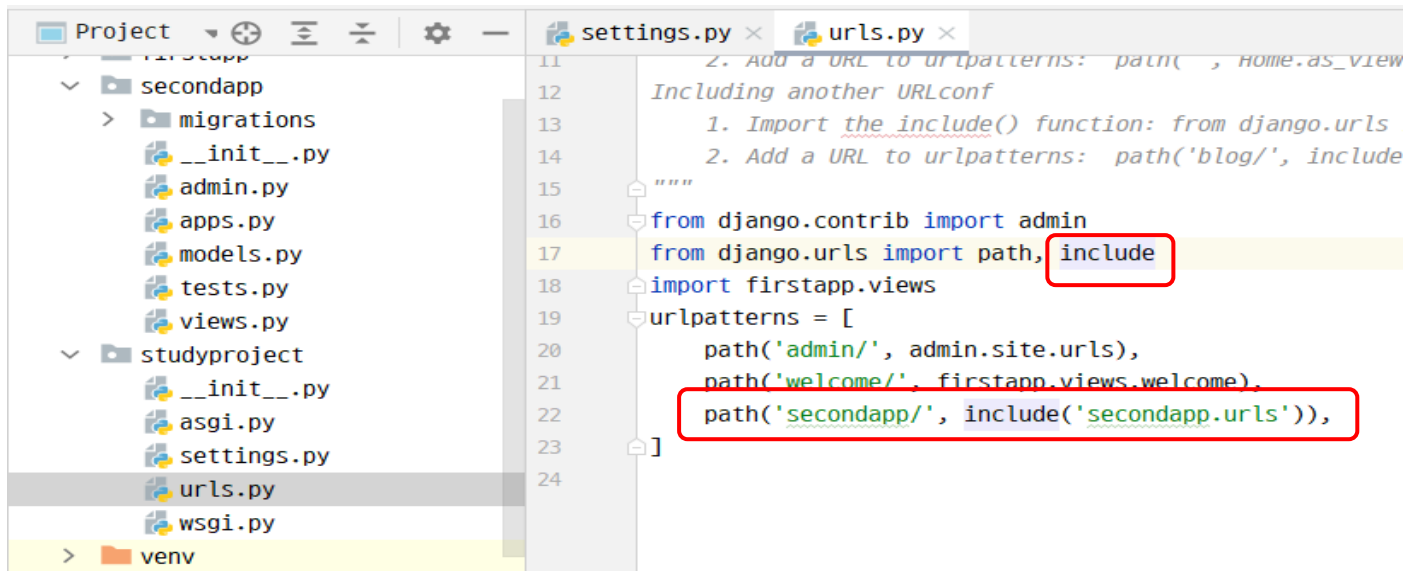 Project
settings.py
urls.py
firstapp
secondapp
migrations
__init__.py
admin.py
apps.py
models.py
tests.py
views.py
studyproject
__init__.py
asgi.py
settings.py
urls.py
wsgi.py
venv
11 2. Add a URL to urlpatterns: path('', Home.as_view
12 Including another URLconf
13 1. Import the include() function: from django.urls
14 2. Add a URL to urlpatterns: path('blog/', include
15 """
16 from django.contrib import admin
17 from django.urls import path, include
18 import firstapp.views
19 urlpatterns = [
20 path('admin/', admin.site.urls),
21 path('welcome/', firstapp.views.welcome),
22 path('secondapp/', include('secondapp.urls')),
23 ]
24